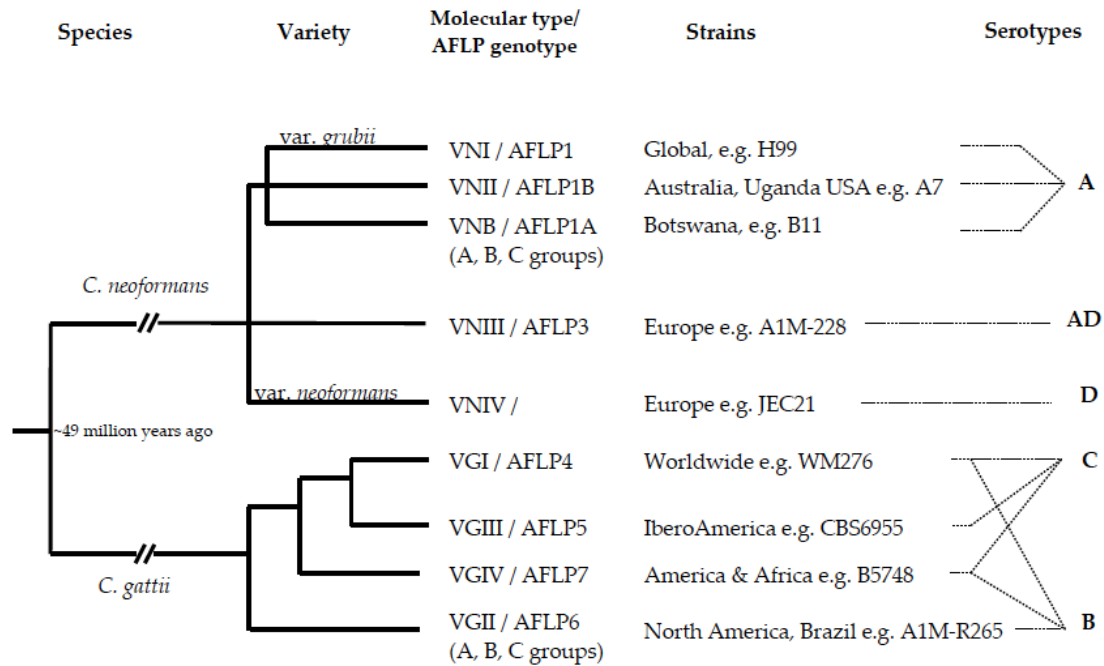 Species Variety Molecular type/ Strains Serotypes
AFLP genotype
var. grubii
VNI / AFLP1 Global, e.g. H99
VNII / AFLP1B Australia, Uganda USA e.g. A7 A
VNB / AFLP1A Botswana, e.g. B11
(A, B, C groups)
C. neoformans
VNIII / AFLP3 Europe e.g. A1M-228 AD
var. neoformans
VNIV / Europe e.g. JEC21 D
~49 million years ago
VGI / AFLP4 Worldwide e.g. WM276 C
VGIII / AFLP5 IberoAmerica e.g. CBS6955
C. gattii
VGIV / AFLP7 America & Africa e.g. B5748
VGII / AFLP6 North America, Brazil e.g. A1M-R265 B
(A, B, C groups)